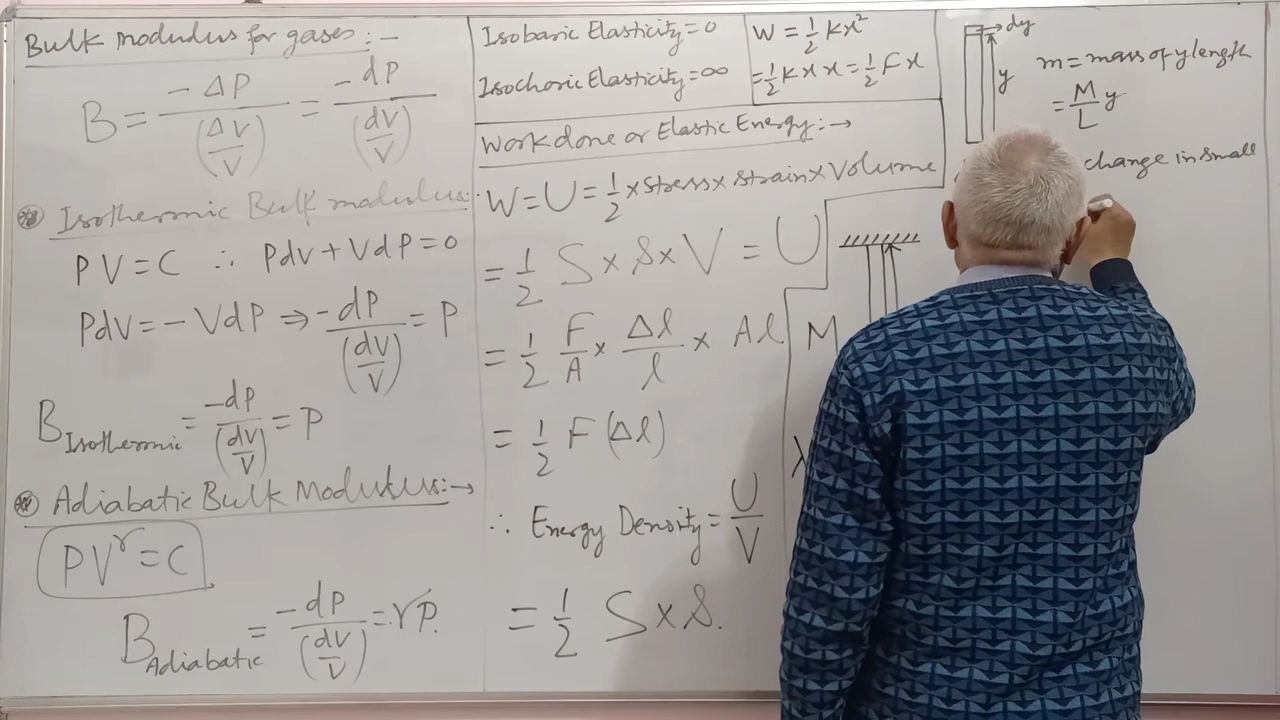 Bulk modulus for gases:-
B = -ΔP/(ΔV/V) = -dP/(dV/V)
Isothermic Bulk modulus:-
PV = C ∴ Pdv + VdP = 0
PdV = -VdP ⇒ -dP/(dV/V) = P
B Isothermic = -dP/(dV/V) = P
Adiabatic Bulk Modulus:-→
PV^r = C
B Adiabatic = -dP/(dV/V) = rP.
Isobaric Elasticity = 0
Isochoric Elasticity = ∞
W = 1/2 Kx²
= 1/2 Kx x = 1/2 F x
Work done or Elastic Energy:-→
W = U = 1/2 × stress × strain × Volume
= 1/2 S × s × V = U
= 1/2 F/A × Δl/l × Al
= 1/2 F(Δl)
∴ Energy Density = U/V
= 1/2 S × s.
dy
y
m = mass of y length
= M/L y
change in small
M
λ